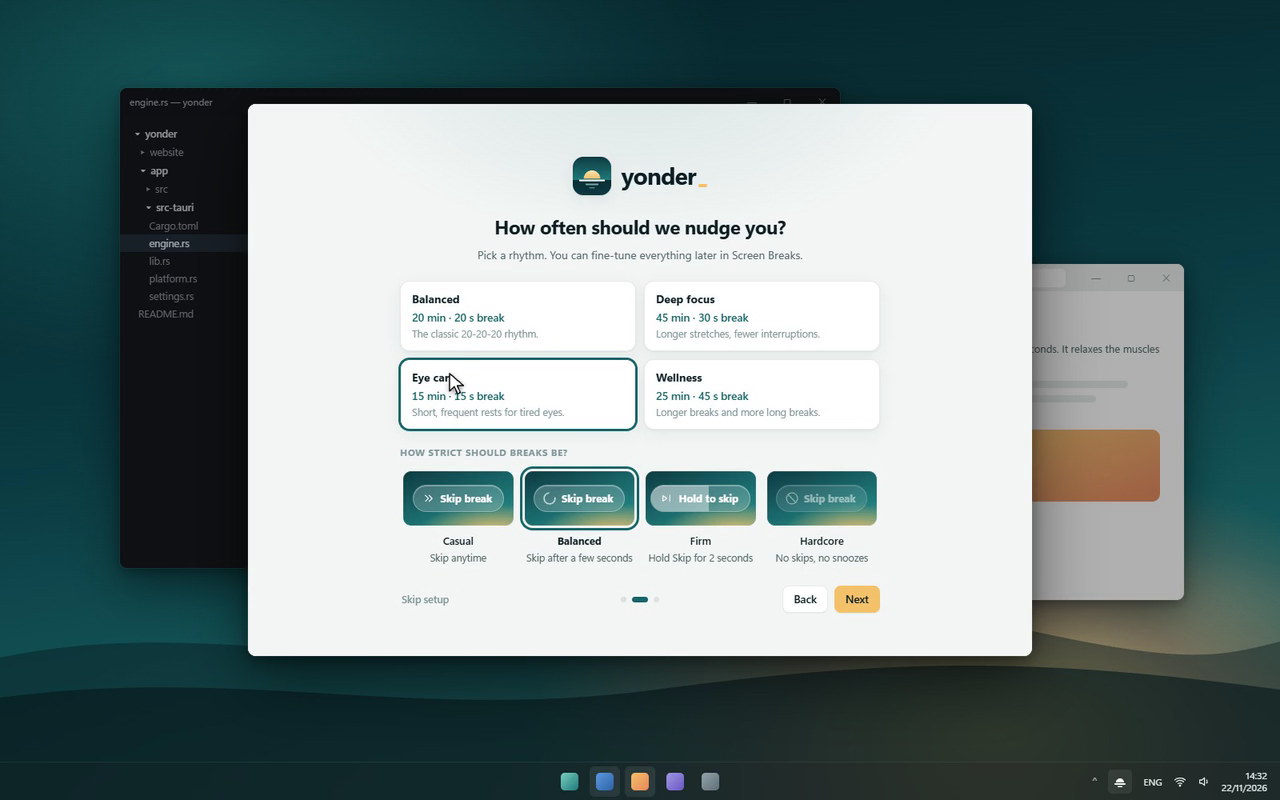 engine.rs — yonder
yonder
website
app
src
src-tauri
Cargo.toml
engine.rs
lib.rs
platform.rs
settings.rs
README.md
yonder_
How often should we nudge you?
Pick a rhythm. You can fine-tune everything later in Screen Breaks.
Balanced
20 min · 20 s break
The classic 20-20-20 rhythm.
Deep focus
45 min · 30 s break
Longer stretches, fewer interruptions.
Eye car
15 min · 15 s break
Short, frequent rests for tired eyes.
Wellness
25 min · 45 s break
Longer breaks and more long breaks.
HOW STRICT SHOULD BREAKS BE?
Skip break
Casual
Skip anytime
Skip break
Balanced
Skip after a few seconds
Hold to skip
Firm
Hold Skip for 2 seconds
Skip break
Hardcore
No skips, no snoozes
Skip setup
Back
Next
conds. It relaxes the muscles
ENG
14:32
22/11/2026